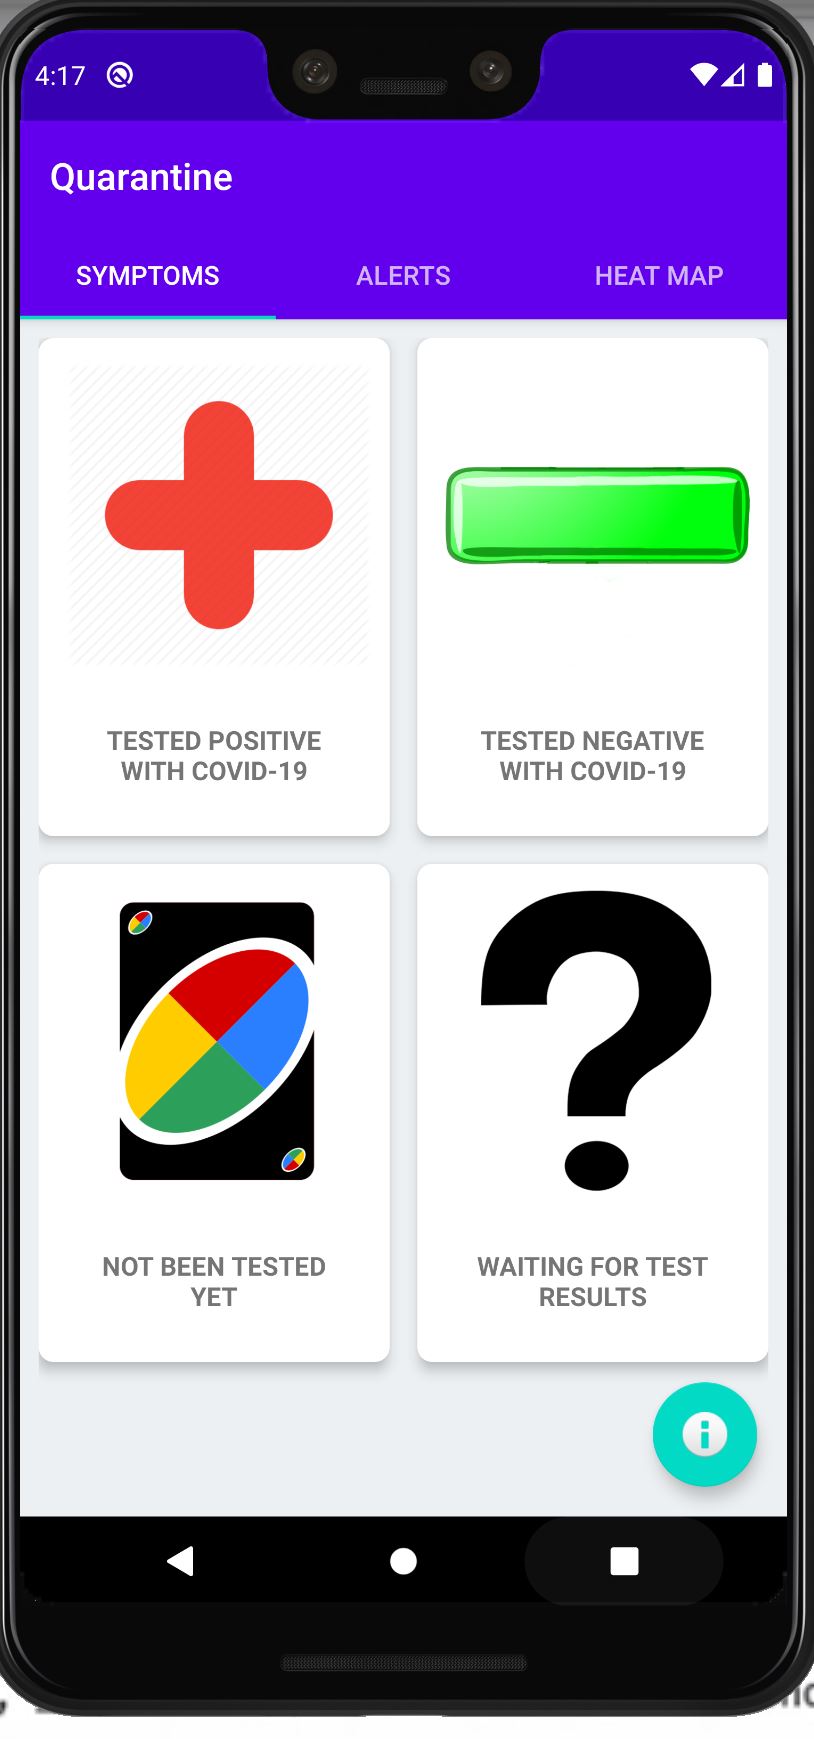 4:17
Quarantine
SYMPTOMS
ALERTS
HEAT MAP
TESTED POSITIVE
WITH COVID-19
TESTED NEGATIVE
WITH COVID-19
NOT BEEN TESTED
YET
WAITING FOR TEST
RESULTS